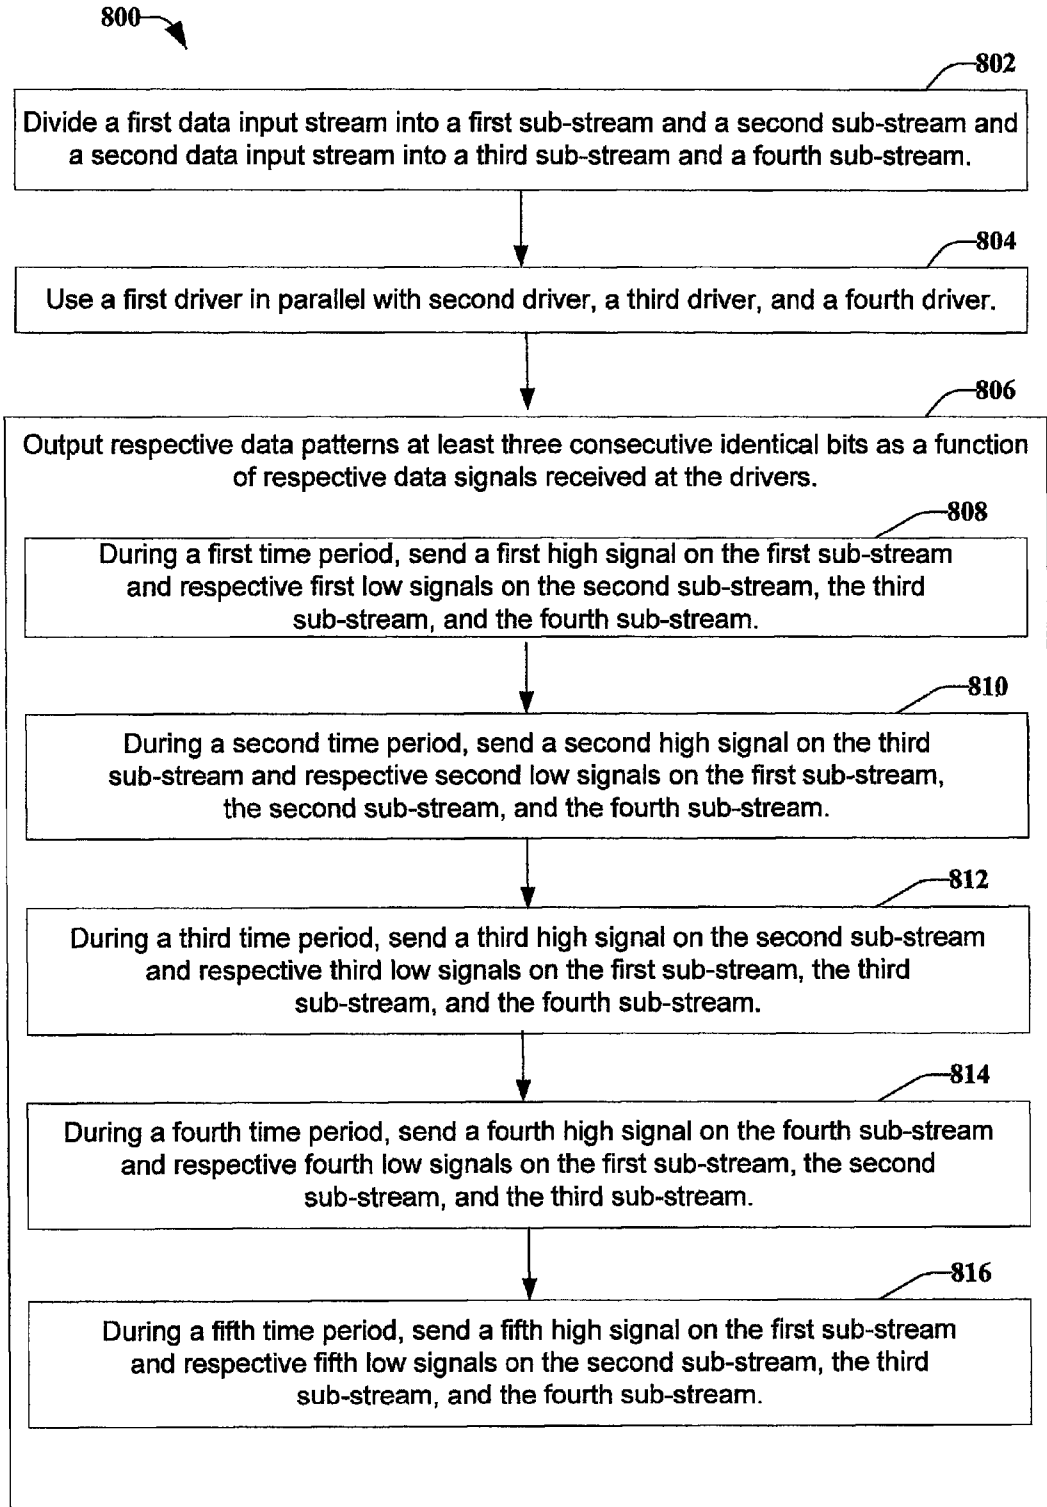 800
802
Divide a first data input stream into a first sub-stream and a second sub-stream and
a second data input stream into a third sub-stream and a fourth sub-stream.
804
Use a first driver in parallel with second driver, a third driver, and a fourth driver.
806
Output respective data patterns at least three consecutive identical bits as a function
of respective data signals received at the drivers.
808
During a first time period, send a first high signal on the first sub-stream
and respective first low signals on the second sub-stream, the third
sub-stream, and the fourth sub-stream.
810
During a second time period, send a second high signal on the third
sub-stream and respective second low signals on the first sub-stream,
the second sub-stream, and the fourth sub-stream.
812
During a third time period, send a third high signal on the second sub-stream
and respective third low signals on the first sub-stream, the third
sub-stream, and the fourth sub-stream.
814
During a fourth time period, send a fourth high signal on the fourth sub-stream
and respective fourth low signals on the first sub-stream, the second
sub-stream, and the third sub-stream.
816
During a fifth time period, send a fifth high signal on the first sub-stream
and respective fifth low signals on the second sub-stream, the third
sub-stream, and the fourth sub-stream.